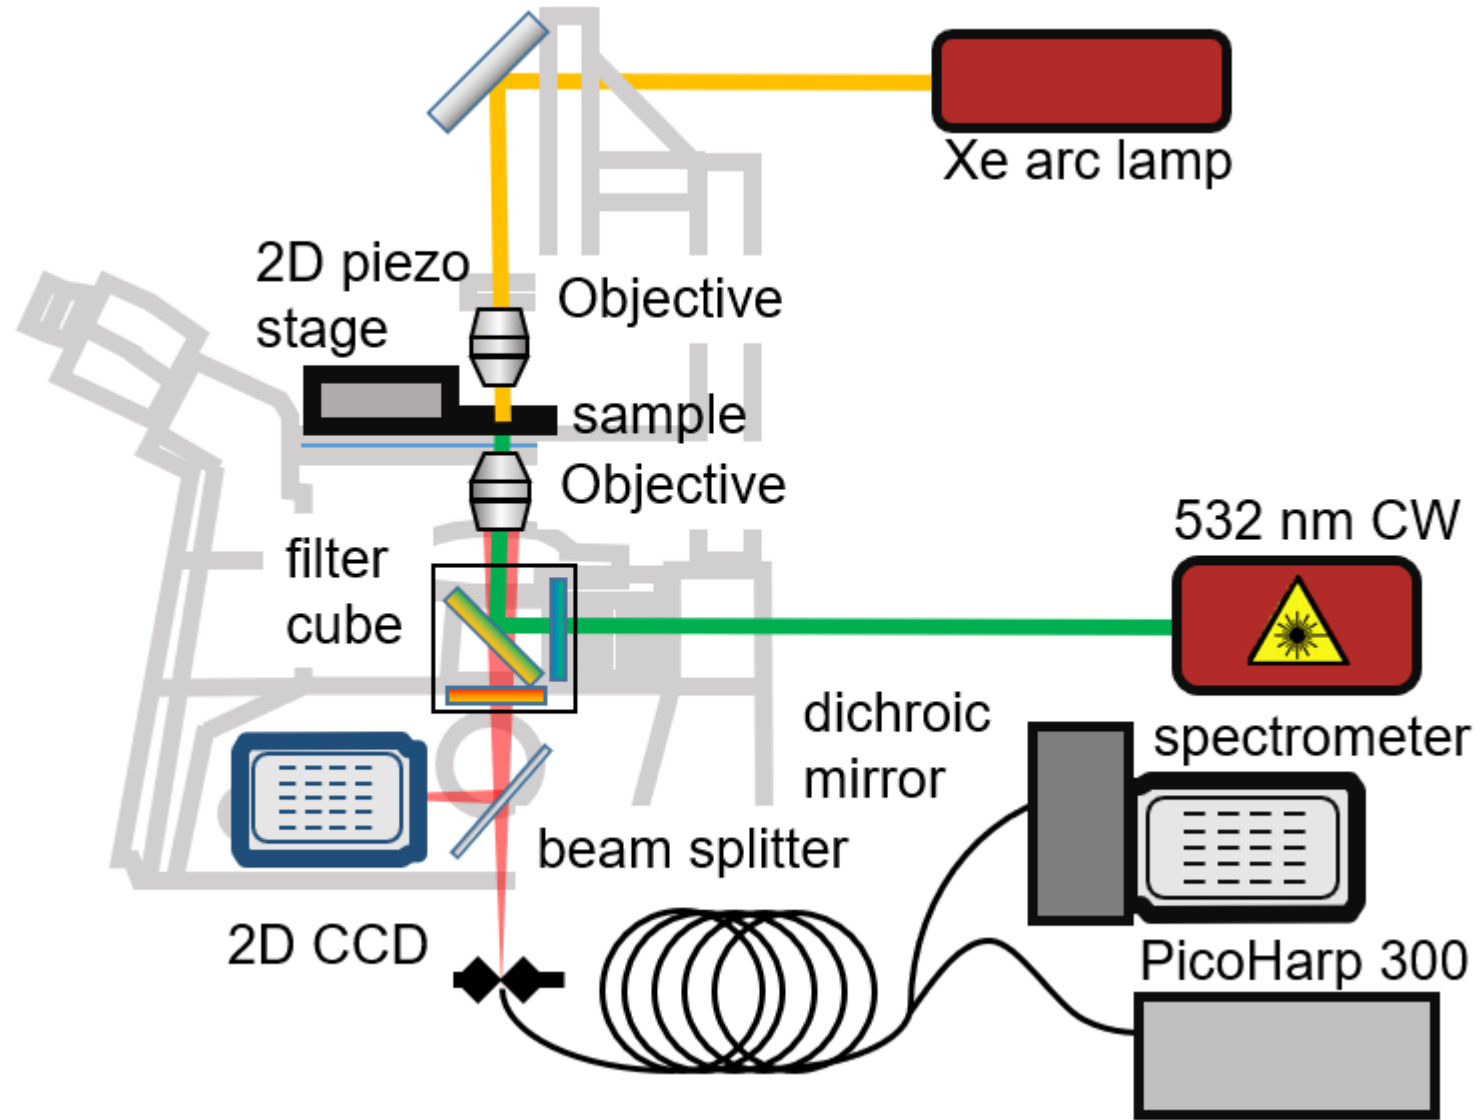 Xe arc lamp
2D piezo
stage
Objective
sample
Objective
532 nm CW
filter
cube
dichroic
mirror
spectrometer
beam splitter
2D CCD
PicoHarp 300